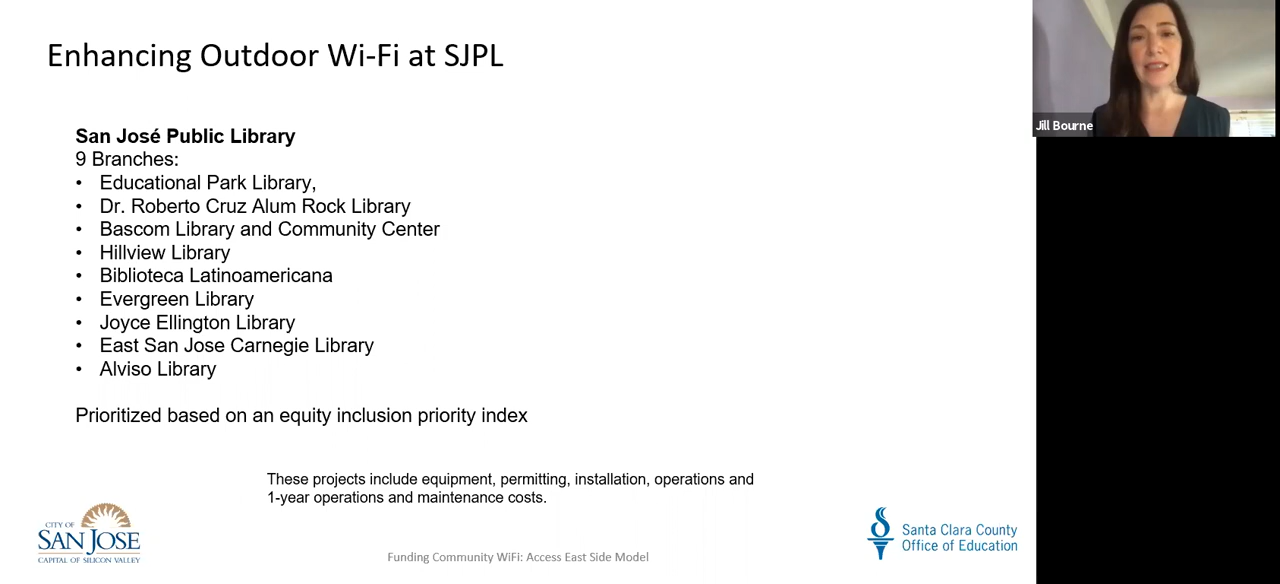 Enhancing Outdoor Wi-Fi at SJPL
Jill Bourne
San José Public Library
9 Branches:
• Educational Park Library,
• Dr. Roberto Cruz Alum Rock Library
• Bascom Library and Community Center
• Hillview Library
• Biblioteca Latinoamericana
• Evergreen Library
• Joyce Ellington Library
• East San Jose Carnegie Library
• Alviso Library
Prioritized based on an equity inclusion priority index
These projects include equipment, permitting, installation, operations and
1-year operations and maintenance costs.
CITY OF
SAN JOSE
CAPITAL OF SILICON VALLEY
Funding Community WiFi: Access East Side Model
Santa Clara County
Office of Education